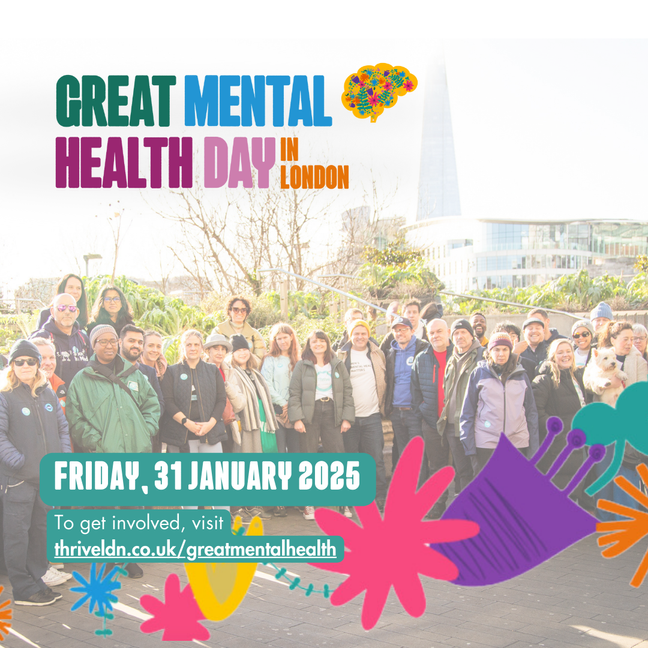 GREAT MENTAL
HEALTH DAY IN
LONDON
FRIDAY, 31 JANUARY 2025
To get involved, visit
thriveldn.co.uk/greatmentalhealth